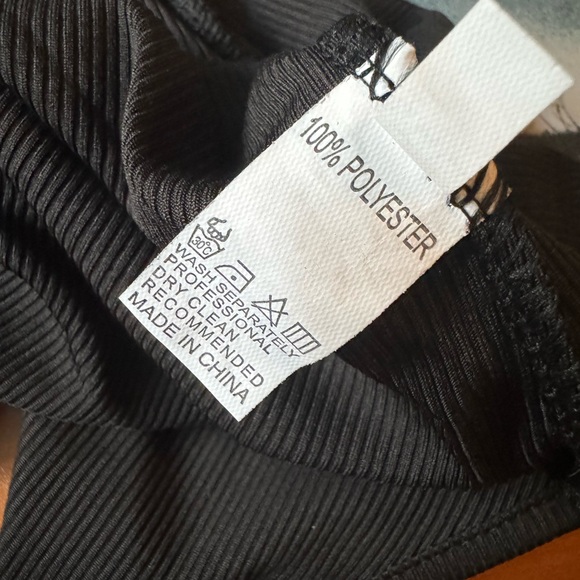 100% POLYESTER
30°C
WASH SEPARATELY
PROFESSIONAL
DRY CLEAN
RECOMMENDED
MADE IN CHINA